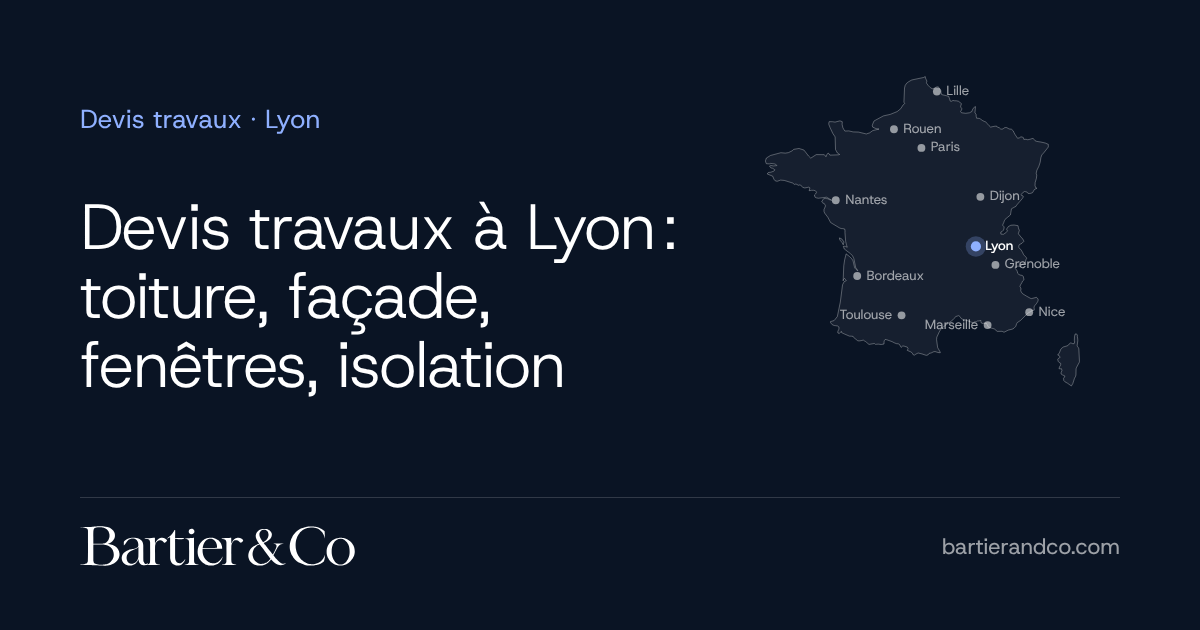 Devis travaux · Lyon
Devis travaux à Lyon :
toiture, façade,
fenêtres, isolation
Lille
Rouen
Paris
Nantes
Dijon
Lyon
Grenoble
Bordeaux
Toulouse
Marseille
Nice
Bartier & Co
bartierandco.com